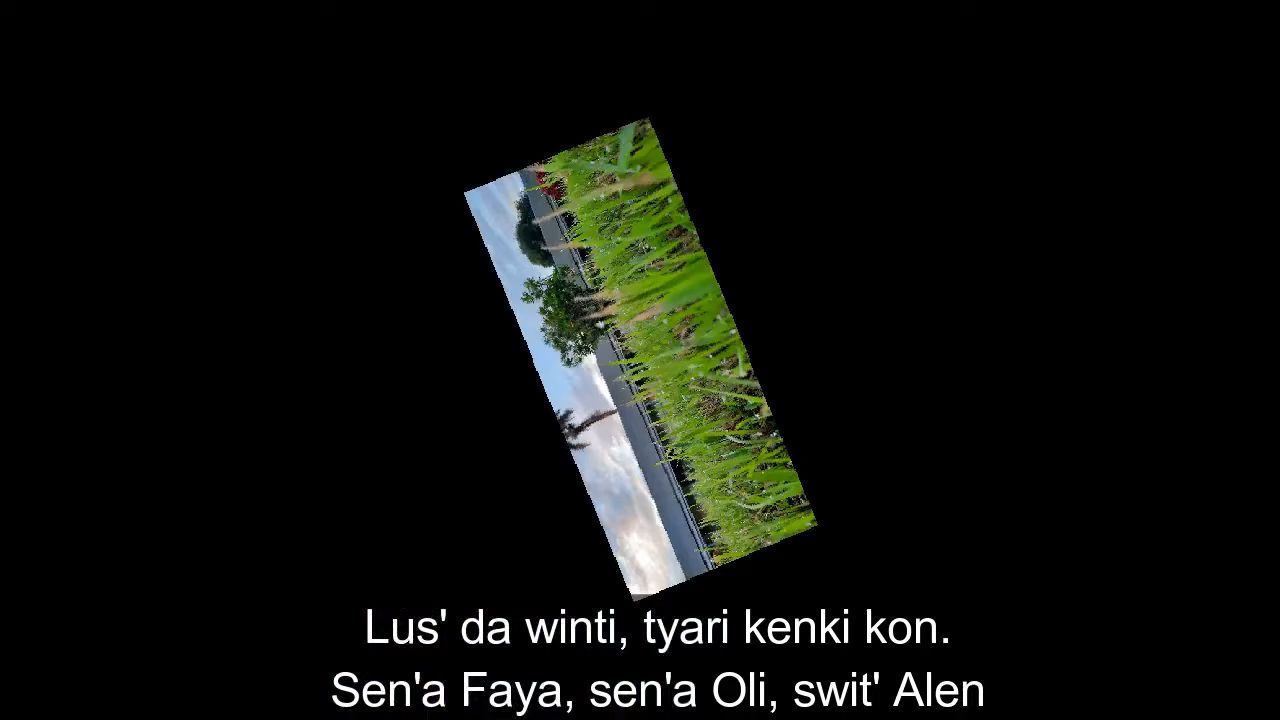 Lus' da winti, tyari kenki kon.
Sen'a Faya, sen'a Oli, swit' Alen